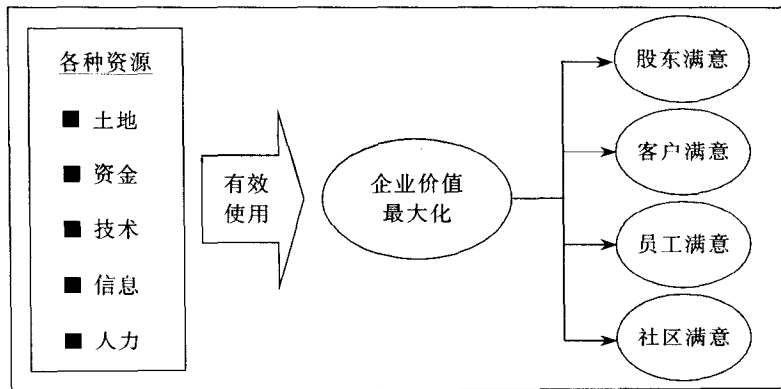 各种资源
■ 土地
■ 资金
■ 技术
■ 信息
■ 人力
有效
使用
企业价值
最大化
股东满意
客户满意
员工满意
社区满意